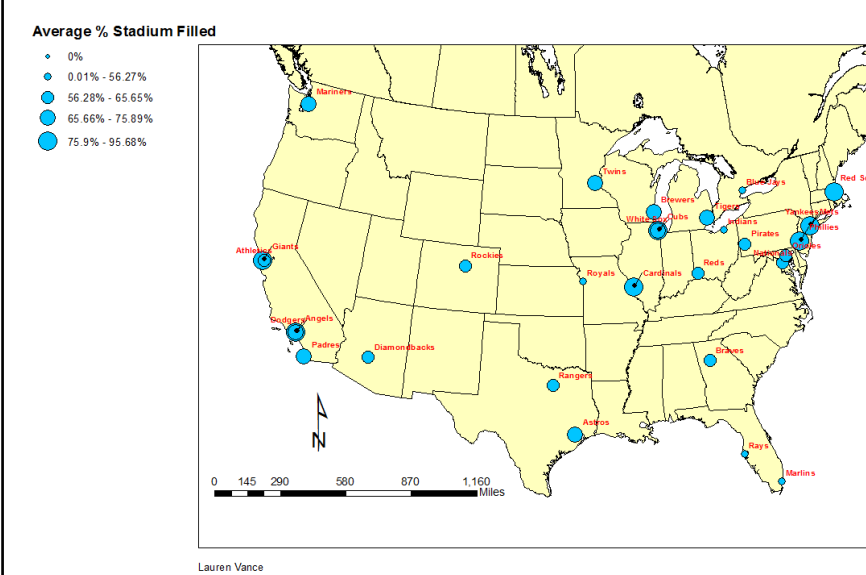 Average % Stadium Filled
0%
0.01% - 56.27%
56.28% - 65.65%
65.66% - 75.89%
75.9% - 95.68%
Mariners
Twins
Blue Jays
Red
Brewers
Tigers
Yankees
White Sox Cubs
Indians
Phillies
Pirates
Orioles
Athletics Giants
Nationals
Rockies
Reds
Royals
Cardinals
Dodgers Angels
Padres
Diamondbacks
Braves
Rangers
Astros
Rays
Marlins
N
0 145 290 580 870 1,160
Miles
Lauren Vance